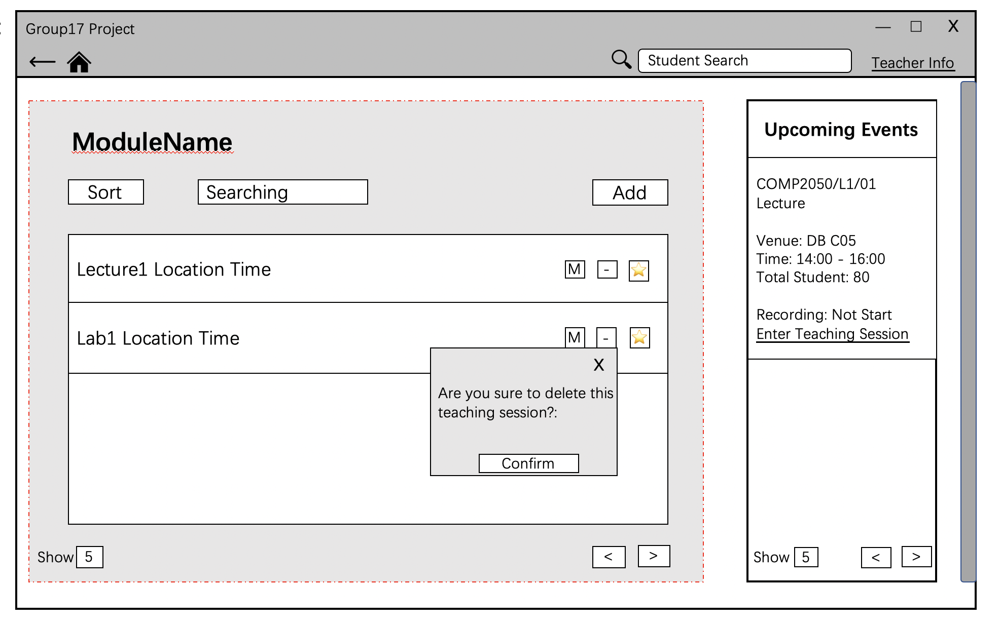 Group17 Project
— □ X
Student Search
Teacher Info
ModuleName
Sort
Searching
Add
Lecture1 Location Time
M
-
Lab1 Location Time
M
-
X
Are you sure to delete this
teaching session?:
Confirm
Show 5
<
>
Upcoming Events
COMP2050/L1/01
Lecture
Venue: DB C05
Time: 14:00 - 16:00
Total Student: 80
Recording: Not Start
Enter Teaching Session
Show 5
<
>